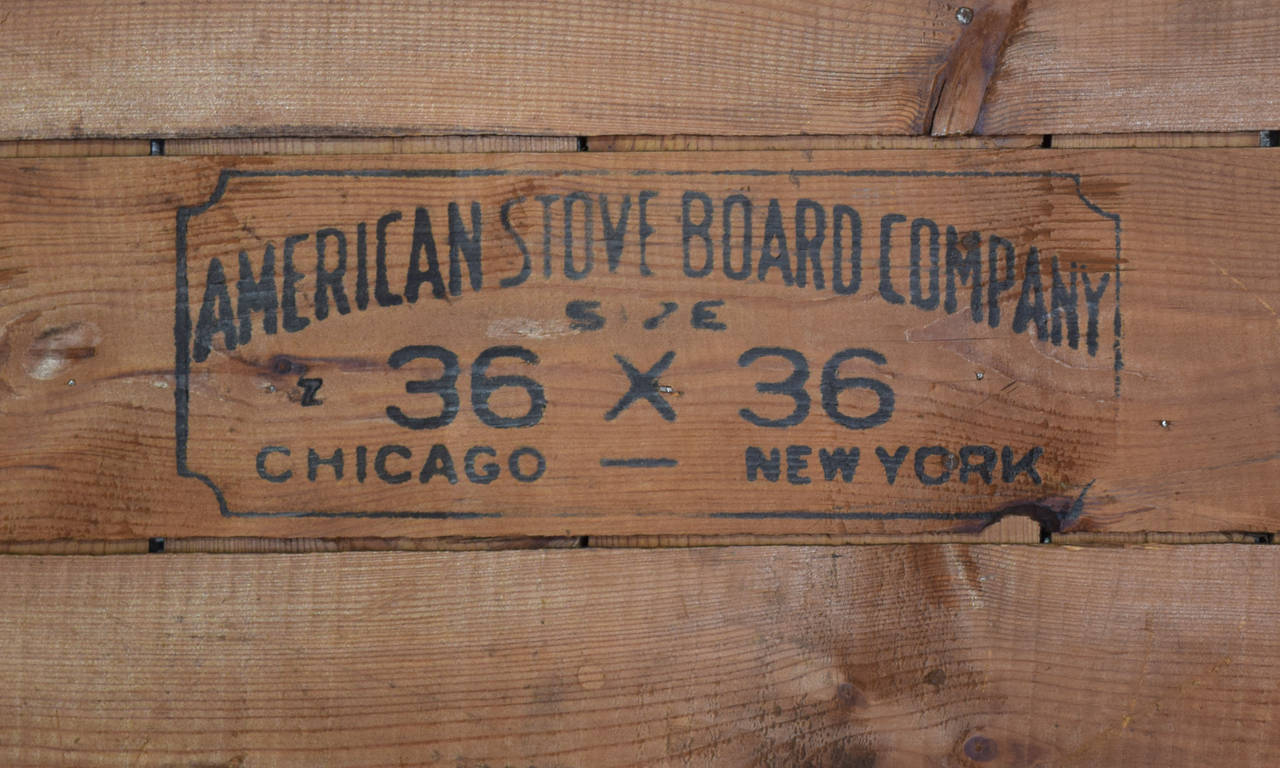 AMERICAN STOVE BOARD COMPANY
SIZE
Z 36 X 36
CHICAGO — NEW YORK